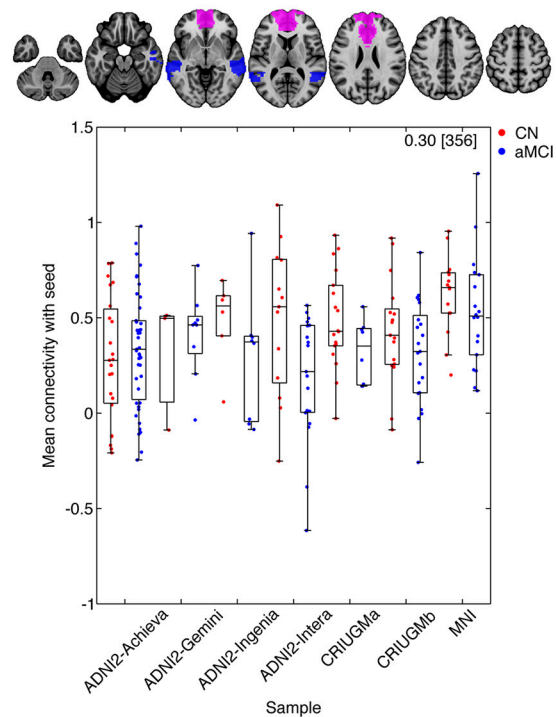 1.5
0.30 [356]
CN
aMCI
1
0.5
0
-0.5
-1
Mean connectivity with seed
ADNI2-Achieva
ADNI2-Gemini
ADNI2-Ingenia
ADNI2-Intera
CRIUGMa
CRIUGMb
MNI
Sample